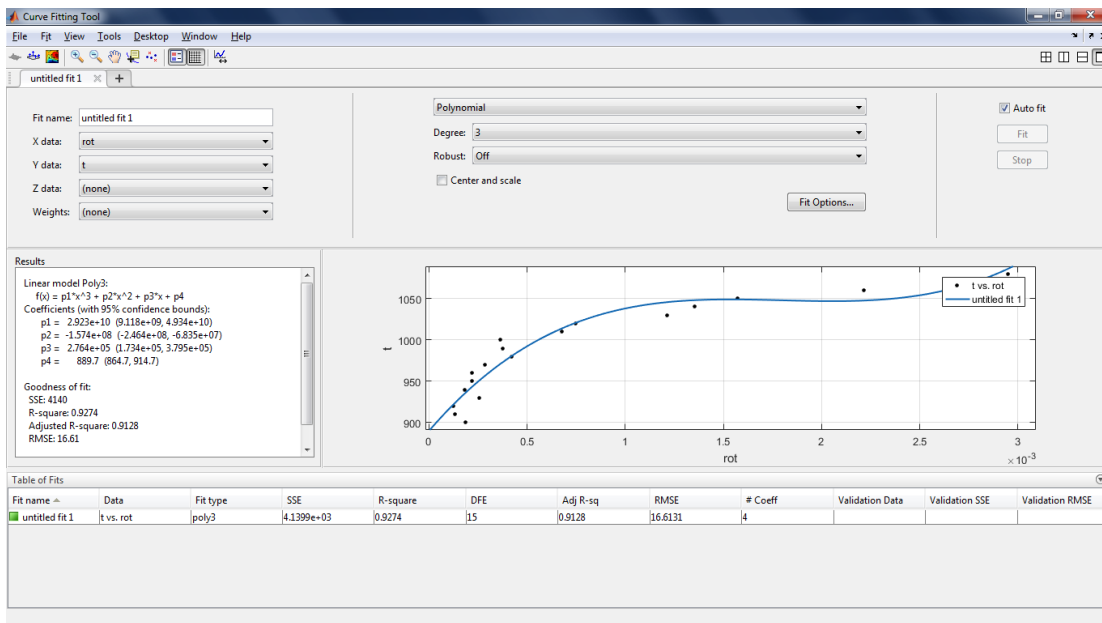 Curve Fitting Tool
File Fit View Tools Desktop Window Help
untitled fit 1
Fit name: untitled fit 1
X data: rot
Y data: t
Z data: (none)
Weights: (none)
Polynomial
Degree: 3
Robust: Off
Center and scale
Fit Options...
Auto fit
Fit
Stop
Results
Linear model Poly3:
f(x) = p1*x^3 + p2*x^2 + p3*x + p4
Coefficients (with 95% confidence bounds):
p1 = 2.923e+10 (9.118e+09, 4.934e+10)
p2 = -1.574e+08 (-2.464e+08, -6.835e+07)
p3 = 2.764e+05 (1.734e+05, 3.795e+05)
p4 = 889.7 (864.7, 914.7)
Goodness of fit:
SSE: 4140
R-square: 0.9274
Adjusted R-square: 0.9128
RMSE: 16.61
t vs. rot
untitled fit 1
1050
1000
950
900
t
0 0.5 1 1.5 2 2.5 3
rot
×10^-3
Table of Fits
Fit name Data Fit type SSE R-square DFE Adj R-sq RMSE # Coeff Validation Data Validation SSE Validation RMSE
untitled fit 1 t vs. rot poly3 4.1399e+03 0.9274 15 0.9128 16.6131 4